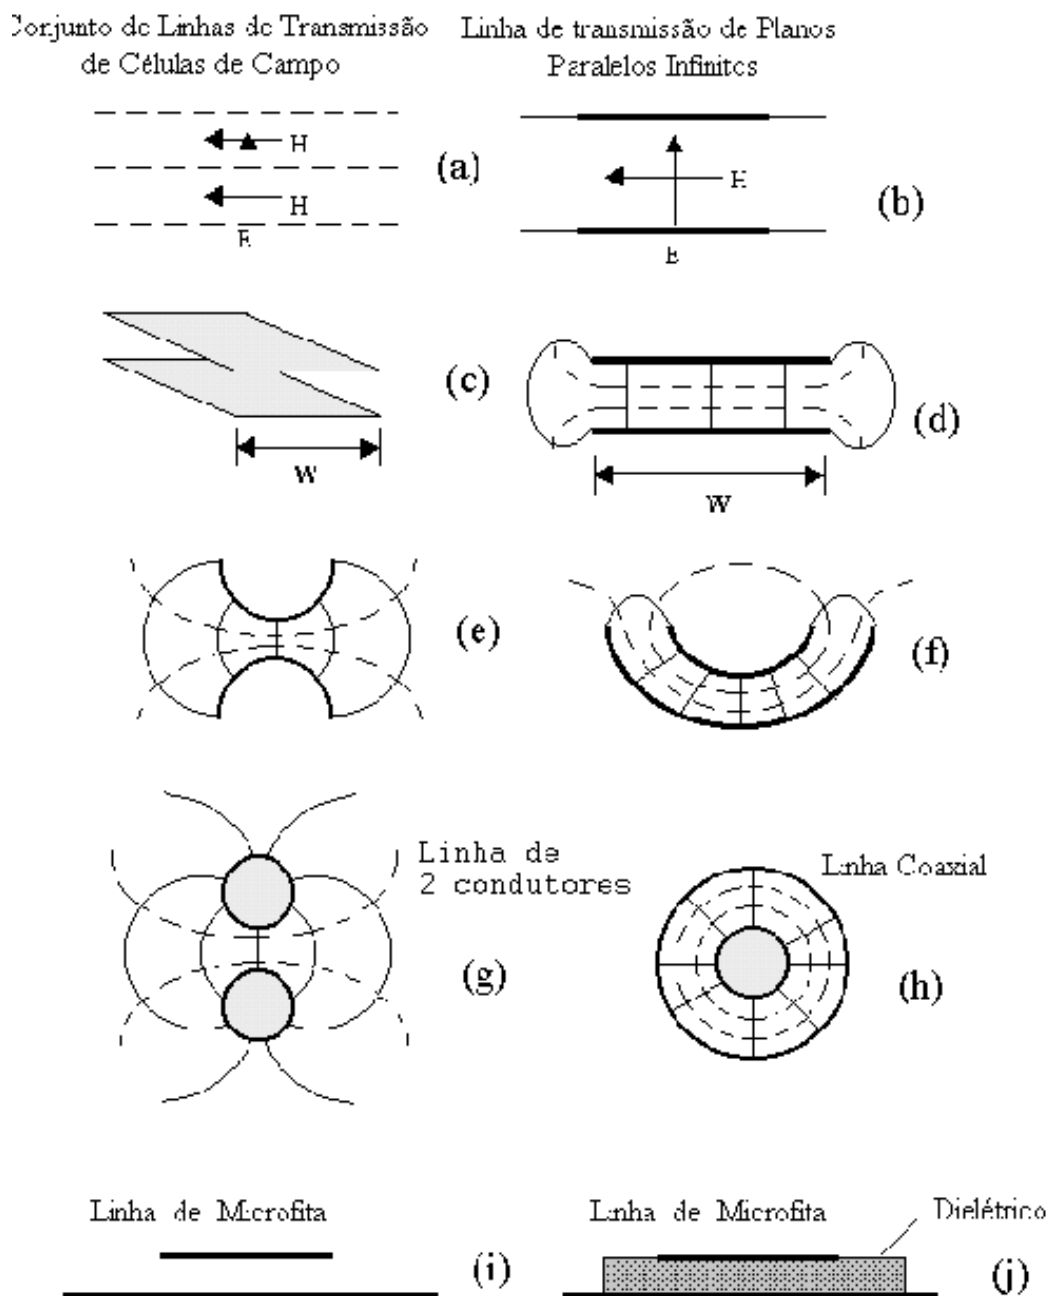 Conjunto de Linhas de Transmissão
de Células de Campo
Linha de transmissão de Planos
Paralelos Infinitos
H
(a)
H
E
H
(b)
E
(c)
W
(d)
W
(e)
(f)
Linha de
2 condutores
(g)
Linha Coaxial
(h)
Linha de Microfita
(i)
Linha de Microfita
Dielétrico
(j)